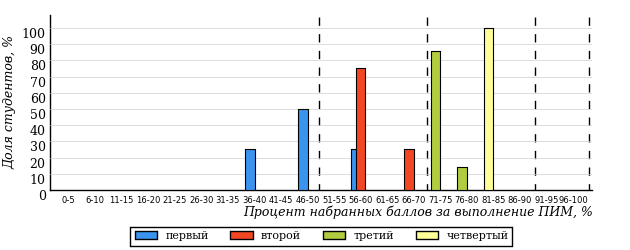 Доля студентов, %
100
90
80
70
60
50
40
30
20
10
0
0-5 6-10 11-15 16-20 21-25 26-30 31-35 36-40 41-45 46-50 51-55 56-60 61-65 66-70 71-75 76-80 81-85 86-90 91-95 96-100
Процент набранных баллов за выполнение ПИМ, %
первый второй третий четвертый